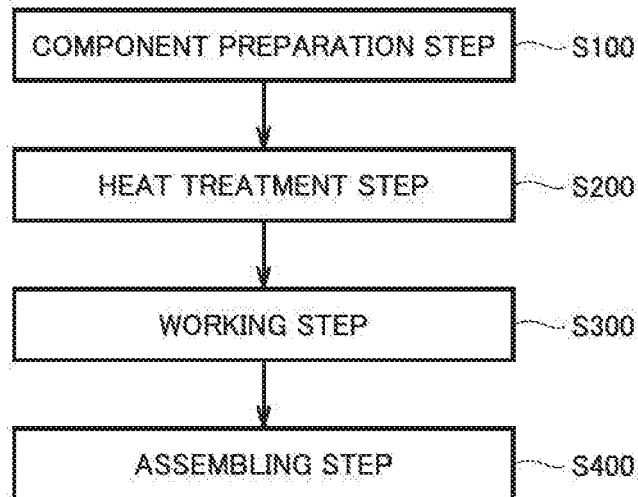 COMPONENT PREPARATION STEP S100
HEAT TREATMENT STEP S200
WORKING STEP S300
ASSEMBLING STEP S400